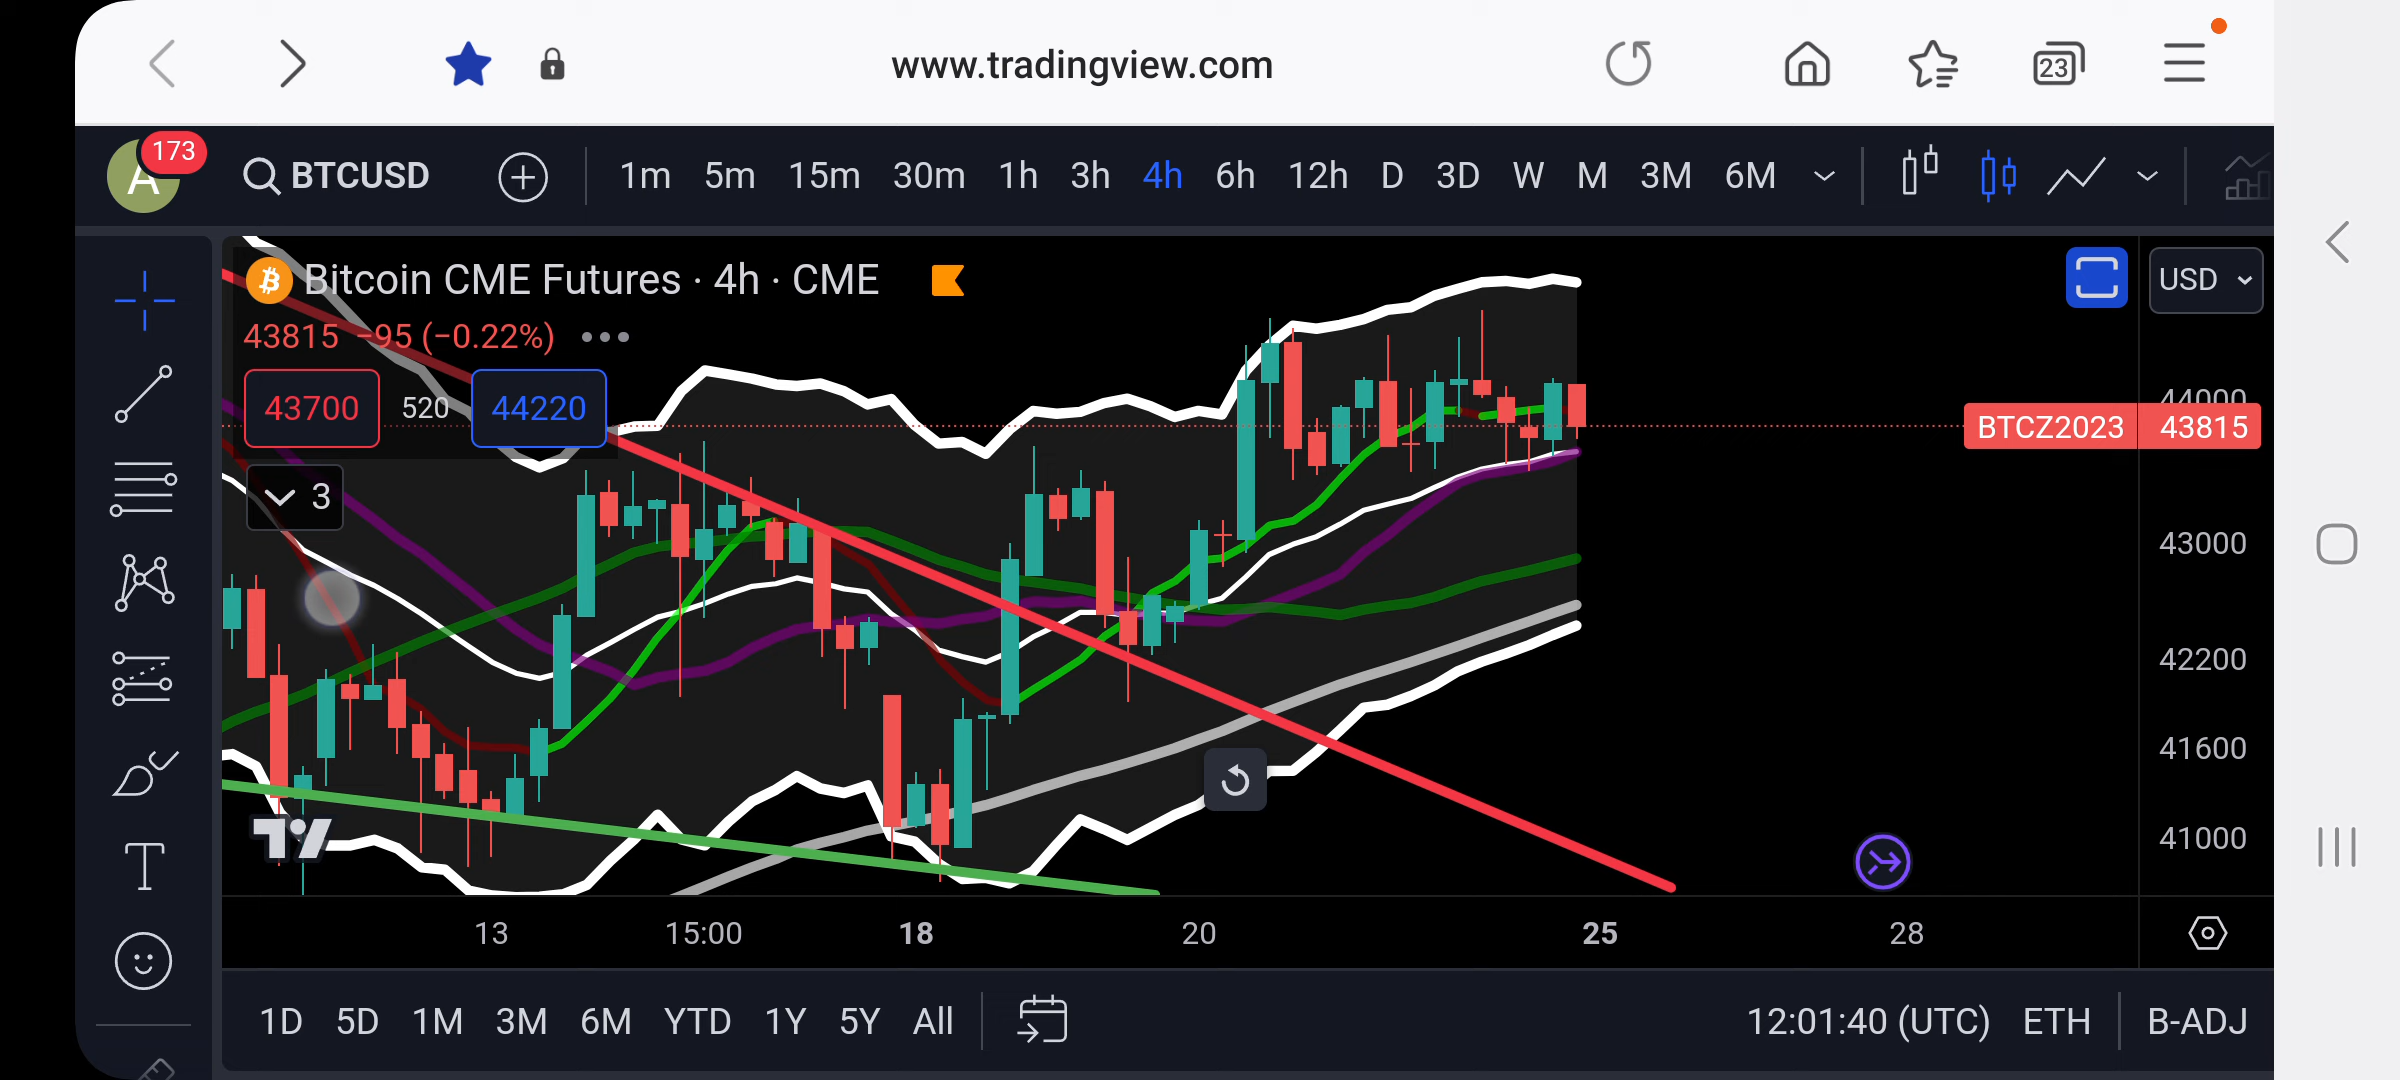 www.tradingview.com
23
A
173
BTCUSD
1m 5m 15m 30m 1h 3h 4h 6h 12h D 3D W M 3M 6M
Bitcoin CME Futures · 4h · CME
USD
43815 −95 (−0.22%)
43700 520 44220
44000
BTCZ2023 43815
3
43000
42200
41600
41000
13 15:00 18 20 25 28
1D 5D 1M 3M 6M YTD 1Y 5Y All
12:01:40 (UTC) ETH B-ADJ